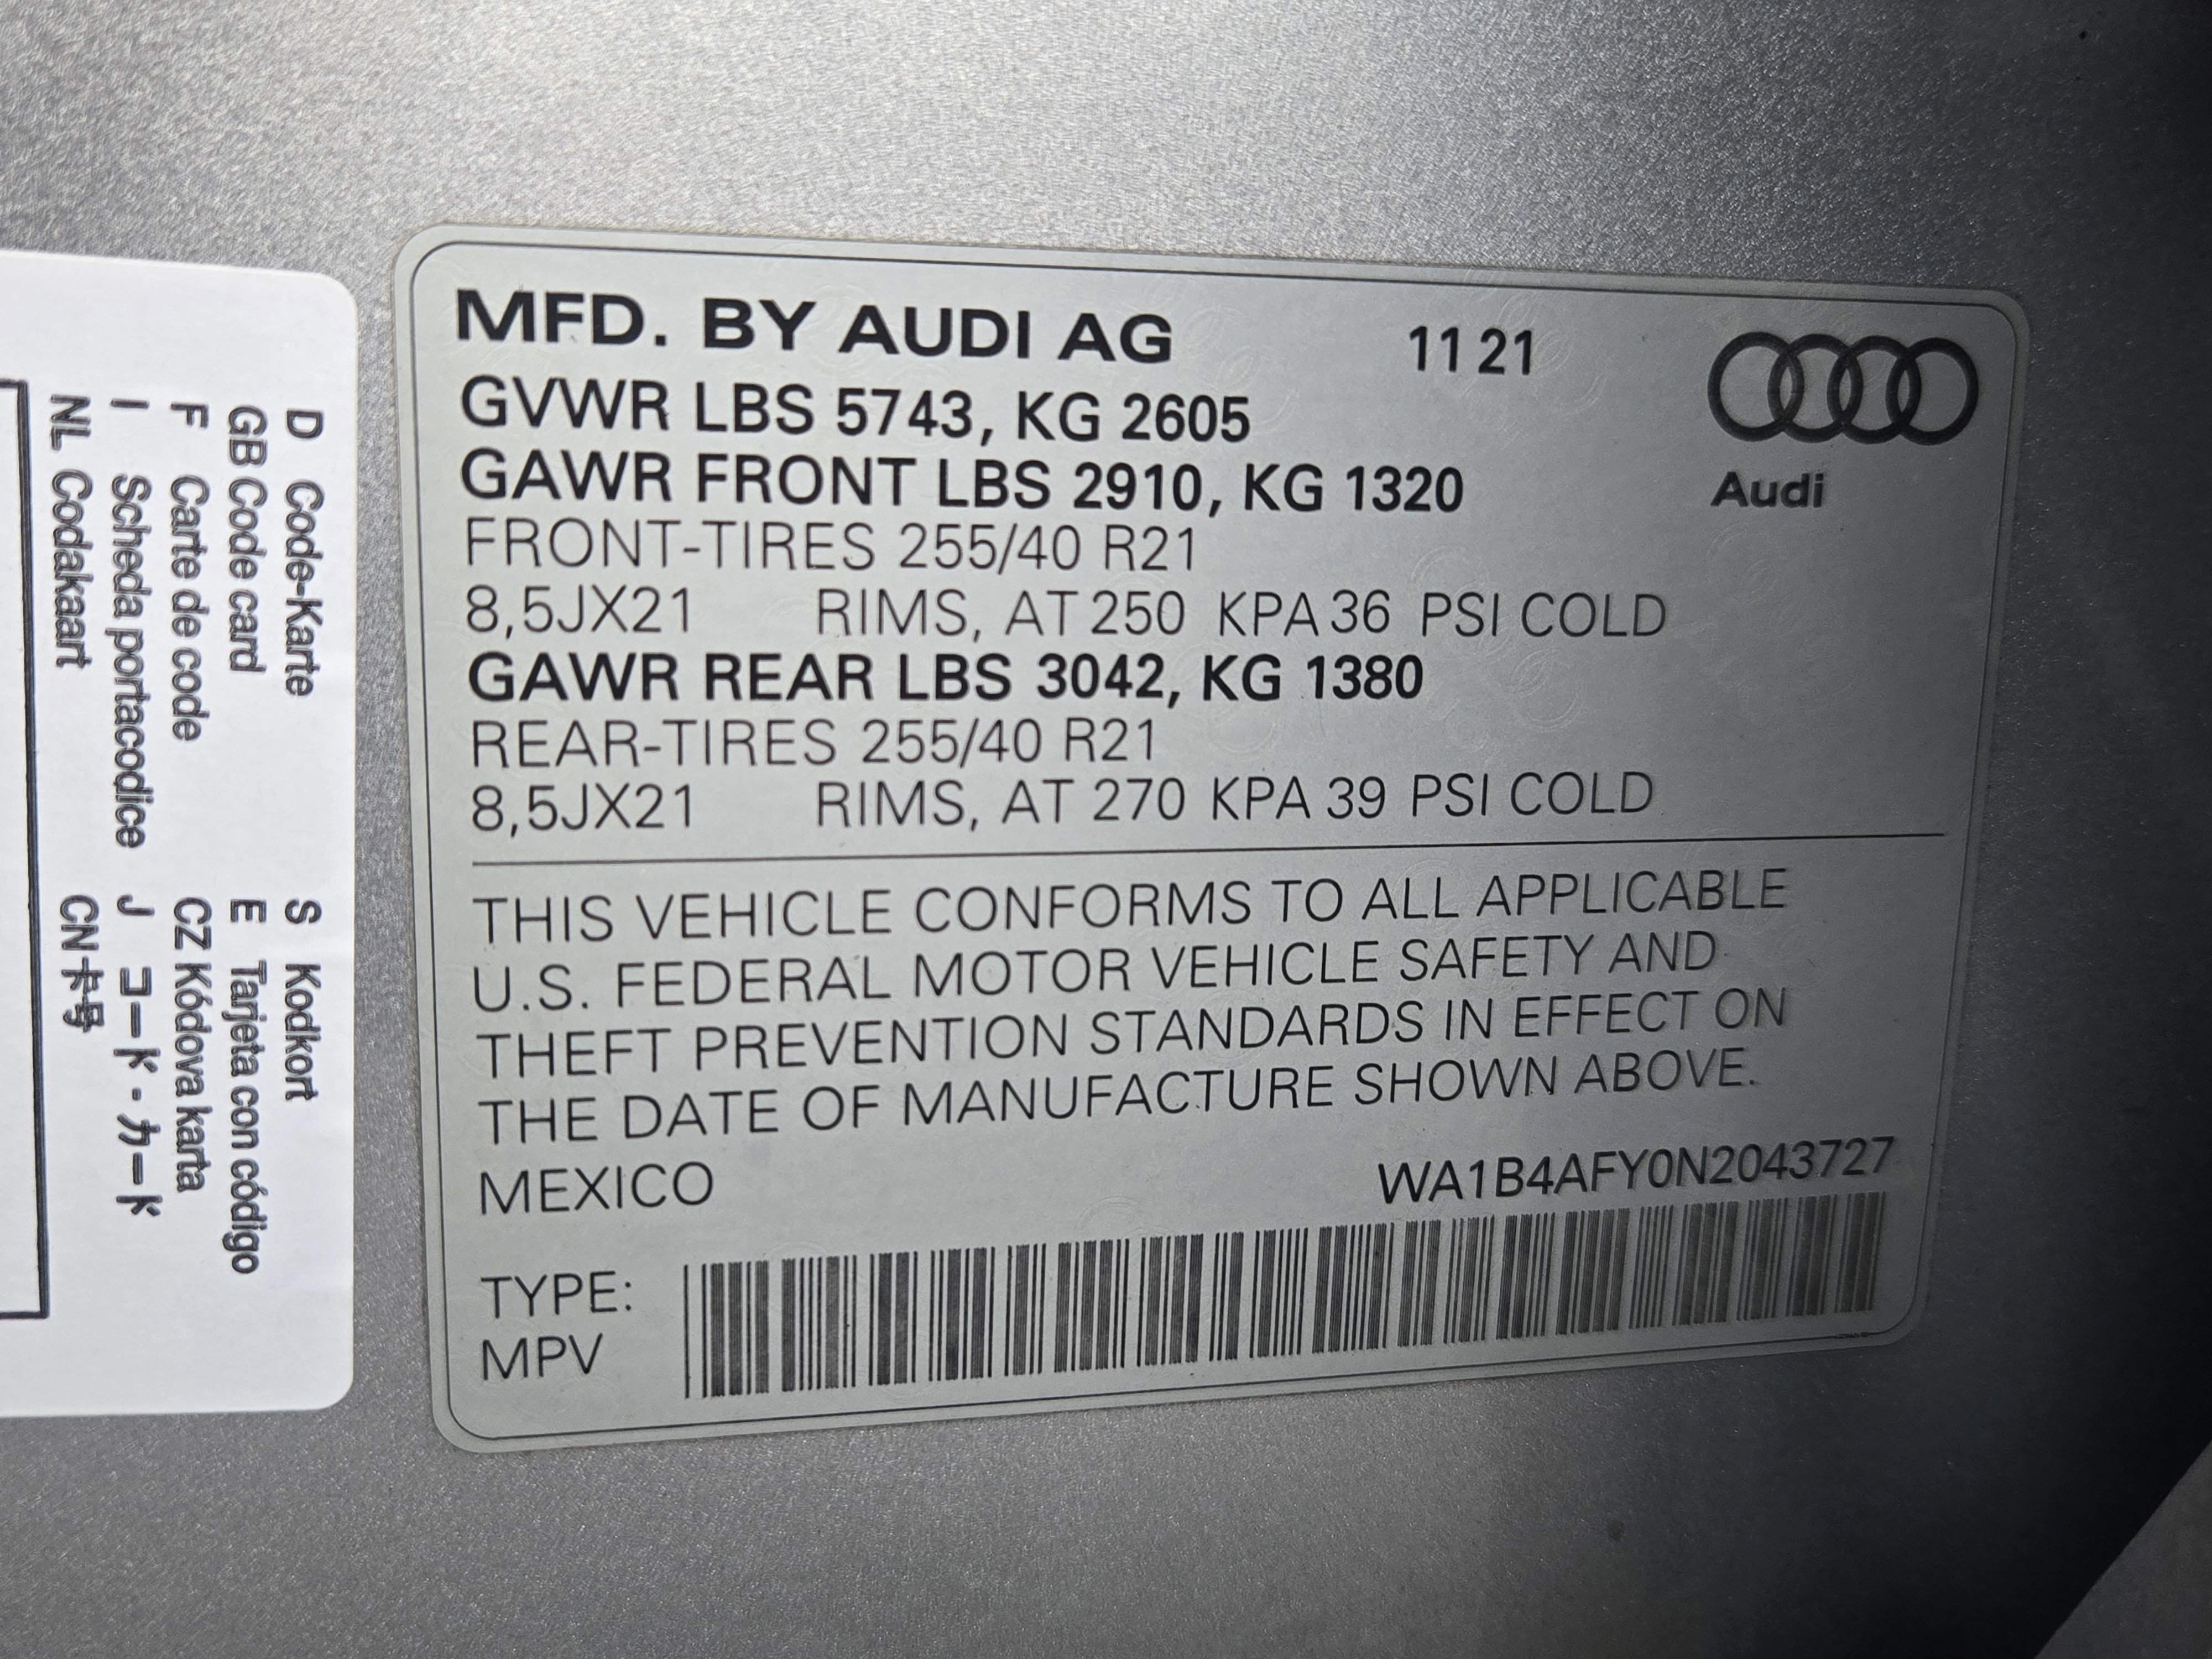 MFD. BY AUDI AG 11 21
GVWR LBS 5743, KG 2605
GAWR FRONT LBS 2910, KG 1320
FRONT-TIRES 255/40 R21
8,5JX21 RIMS, AT 250 KPA 36 PSI COLD
GAWR REAR LBS 3042, KG 1380
REAR-TIRES 255/40 R21
8,5JX21 RIMS, AT 270 KPA 39 PSI COLD
Audi
THIS VEHICLE CONFORMS TO ALL APPLICABLE
U.S. FEDERAL MOTOR VEHICLE SAFETY AND
THEFT PREVENTION STANDARDS IN EFFECT ON
THE DATE OF MANUFACTURE SHOWN ABOVE.
MEXICO WA1B4AFY0N2043727
TYPE:
MPV
D Code-Karte S Kodkort
GB Code card E Tarjeta con código
F Carte de code CZ Kódova karta
I Scheda portacodice J コード・カード
NL Codakaart CN 卡号